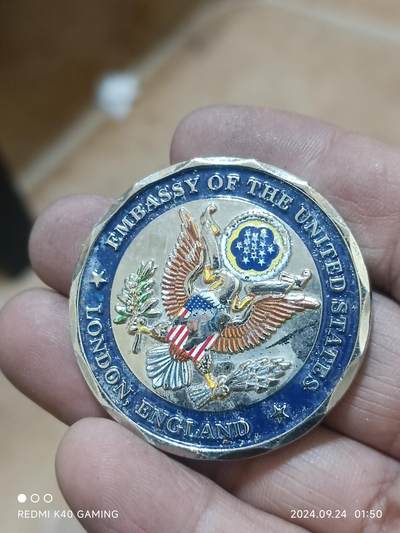 EMBASSY OF THE UNITED STATES
LONDON, ENGLAND
REDMI K40 GAMING
2024.09.24 01:50